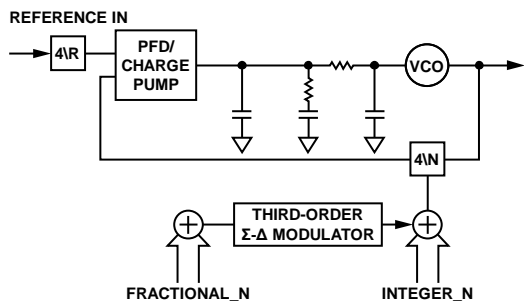 REFERENCE IN
4\R
PFD/
CHARGE
PUMP
VCO
4\N
THIRD-ORDER
Σ-Δ MODULATOR
FRACTIONAL_N
INTEGER_N